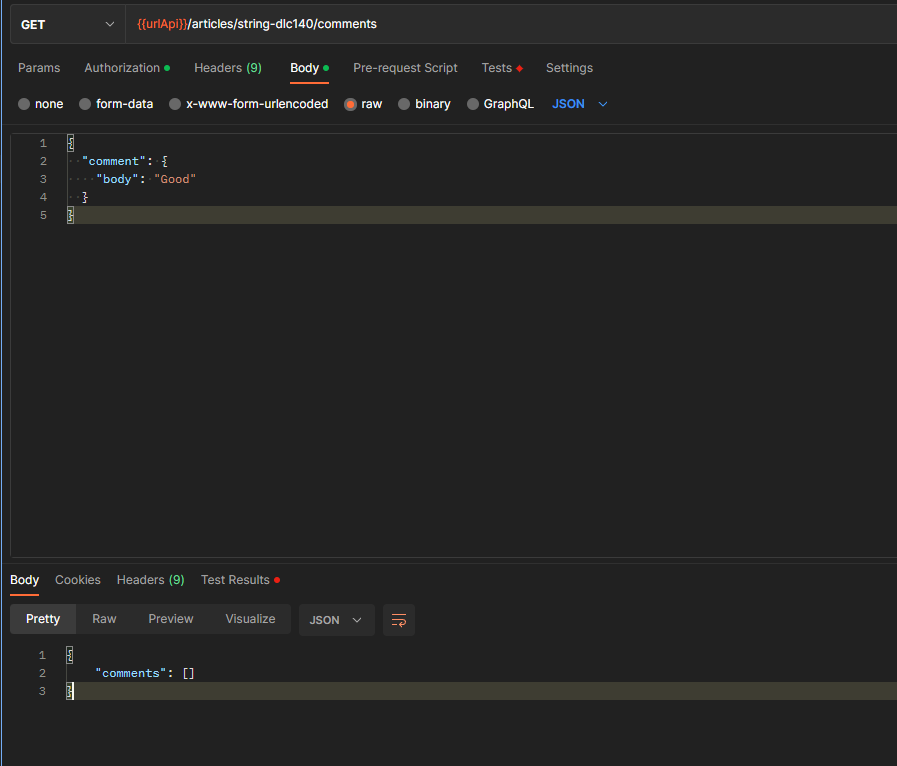 GET {{urlApi}}/articles/string-dlc140/comments
Params Authorization Headers (9) Body Pre-request Script Tests Settings
none form-data x-www-form-urlencoded raw binary GraphQL JSON
1 {
2 "comment": {
3 "body": "Good"
4 }
5 }
Body Cookies Headers (9) Test Results
Pretty Raw Preview Visualize JSON
1 {
2 "comments": []
3 }